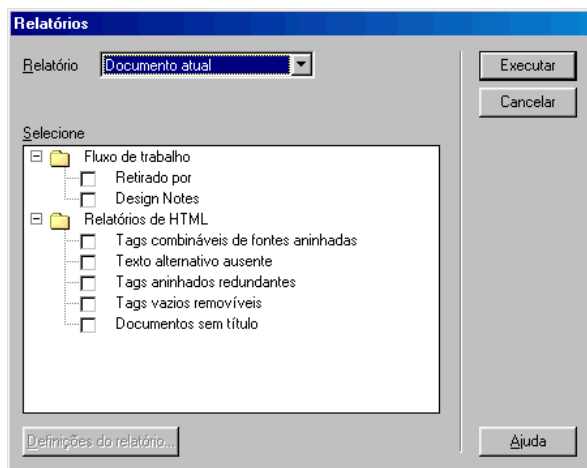 Relatórios
Relatório
Documento atual
Executar
Cancelar
Selecione
Fluxo de trabalho
Retirado por
Design Notes
Relatórios de HTML
Tags combináveis de fontes aninhadas
Texto alternativo ausente
Tags aninhados redundantes
Tags vazios removíveis
Documentos sem título
Definições do relatório...
Ajuda